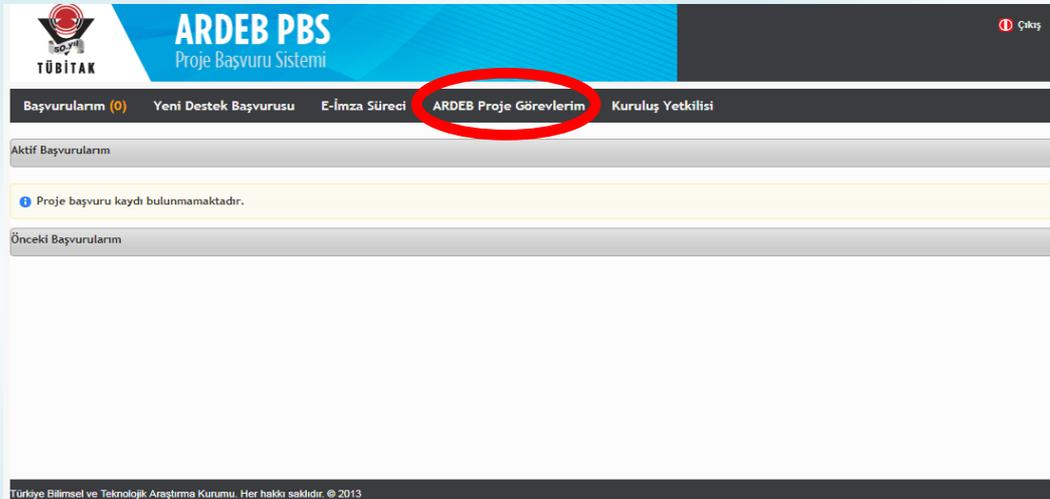 50.yıl
TÜBİTAK
ARDEB PBS
Proje Başvuru Sistemi
Çıkış
Başvurularım (0) Yeni Destek Başvurusu E-İmza Süreci ARDEB Proje Görevlerim Kuruluş Yetkilisi
Aktif Başvurularım
Proje başvuru kaydı bulunmamaktadır.
Önceki Başvurularım
Türkiye Bilimsel ve Teknolojik Araştırma Kurumu. Her hakkı saklıdır. © 2013